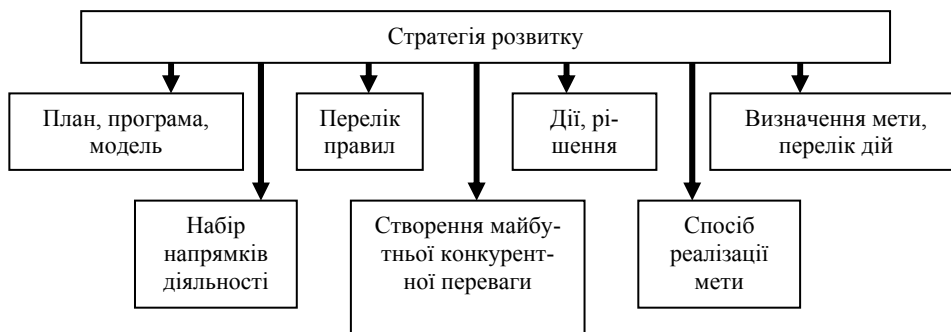 Стратегія розвитку
План, програма,
модель
Перелік
правил
Дії, рі-
шення
Визначення мети,
перелік дій
Набір
напрямків
діяльності
Створення майбу-
тньої конкурент-
ної переваги
Спосіб
реалізації
мети